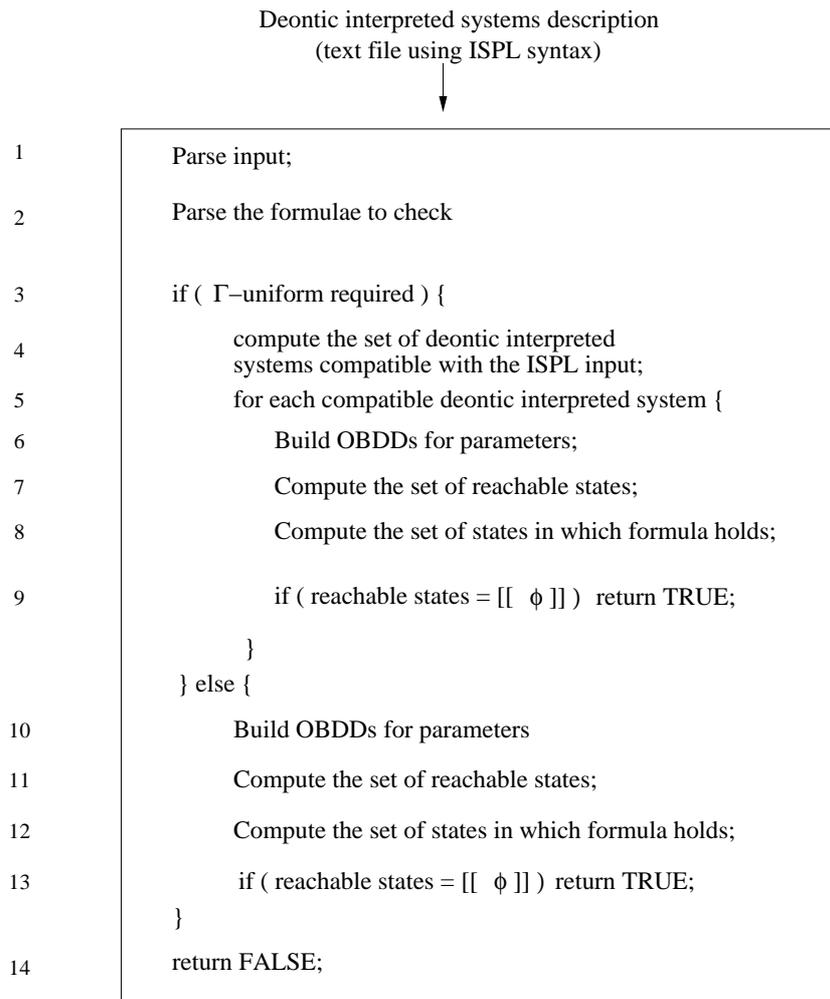 Deontic interpreted systems description
(text file using ISPL syntax)
1 Parse input;
2 Parse the formulae to check
3 if ( Γ−uniform required ) {
4 compute the set of deontic interpreted
systems compatible with the ISPL input;
5 for each compatible deontic interpreted system {
6 Build OBDDs for parameters;
7 Compute the set of reachable states;
8 Compute the set of states in which formula holds;
9 if ( reachable states = [[ ϕ ]] ) return TRUE;
}
} else {
10 Build OBDDs for parameters
11 Compute the set of reachable states;
12 Compute the set of states in which formula holds;
13 if ( reachable states = [[ ϕ ]] ) return TRUE;
}
14 return FALSE;